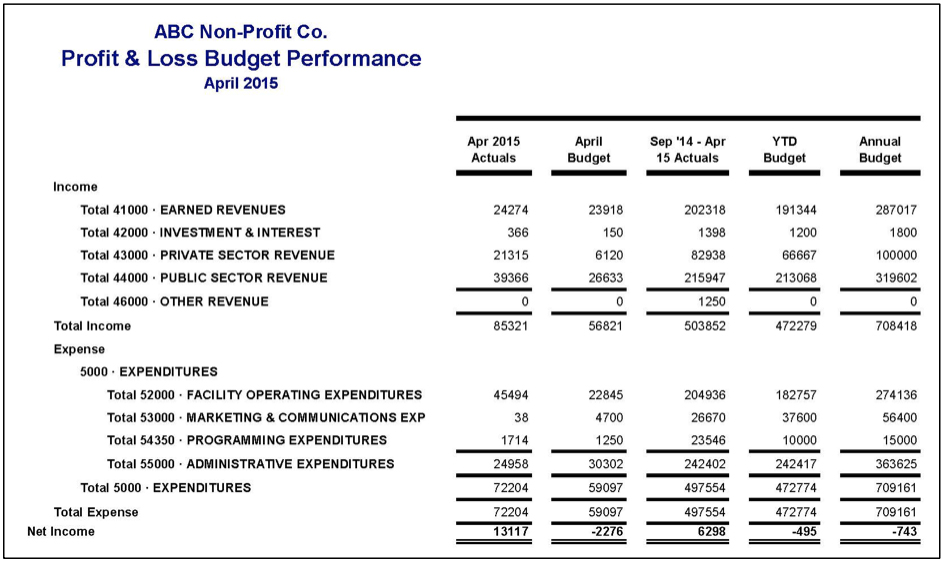 ABC Non-Profit Co.
Profit & Loss Budget Performance
April 2015
Apr 2015 April Sep '14 - Apr YTD Annual
Actuals Budget 15 Actuals Budget Budget
Income
Total 41000 · EARNED REVENUES 24274 23918 202318 191344 287017
Total 42000 · INVESTMENT & INTEREST 366 150 1398 1200 1800
Total 43000 · PRIVATE SECTOR REVENUE 21315 6120 82938 66667 100000
Total 44000 · PUBLIC SECTOR REVENUE 39366 26633 215947 213068 319602
Total 46000 · OTHER REVENUE 0 0 1250 0 0
Total Income 85321 56821 503852 472279 708418
Expense
5000 · EXPENDITURES
Total 52000 · FACILITY OPERATING EXPENDITURES 45494 22845 204936 182757 274136
Total 53000 · MARKETING & COMMUNICATIONS EXP 38 4700 26670 37600 56400
Total 54350 · PROGRAMMING EXPENDITURES 1714 1250 23546 10000 15000
Total 55000 · ADMINISTRATIVE EXPENDITURES 24958 30302 242402 242417 363625
Total 5000 · EXPENDITURES 72204 59097 497554 472774 709161
Total Expense 72204 59097 497554 472774 709161
Net Income 13117 -2276 6298 -495 -743